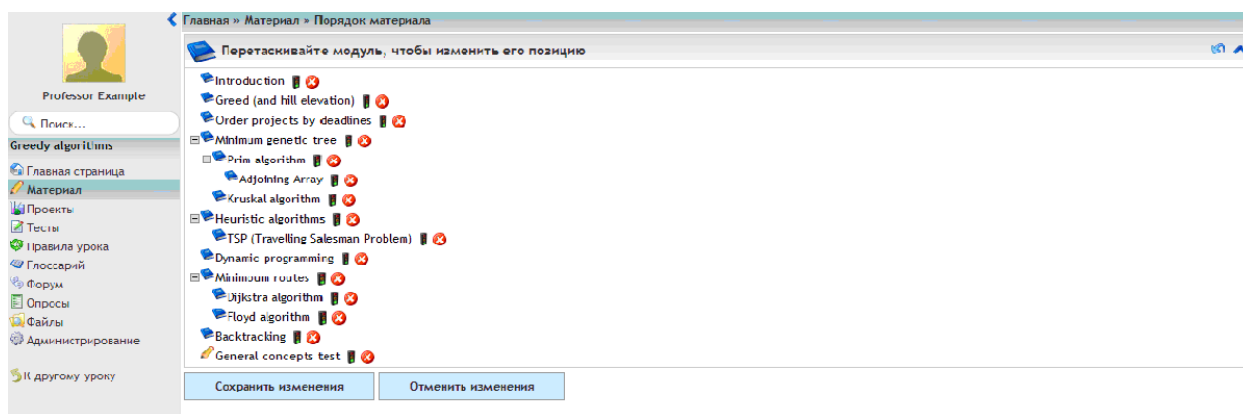 Главная » Материал » Порядок материала
Professor Example
Поиск...
Greedy algorithms
Главная страница
Материал
Проекты
Тесты
Правила урока
Глоссарий
Форум
Опросы
Файлы
Администрирование
К другому уроку
Перетаскивайте модуль, чтобы изменить его позицию
Introduction
Greed (and hill elevation)
Order projects by deadlines
Minimum genetic tree
Prim algorithm
Adjoining Array
Kruskal algorithm
Heuristic algorithms
TSP (Travelling Salesman Problem)
Dynamic programming
Minimum routes
Dijkstra algorithm
Floyd algorithm
Backtracking
General concepts test
Сохранить изменения Отменить изменения